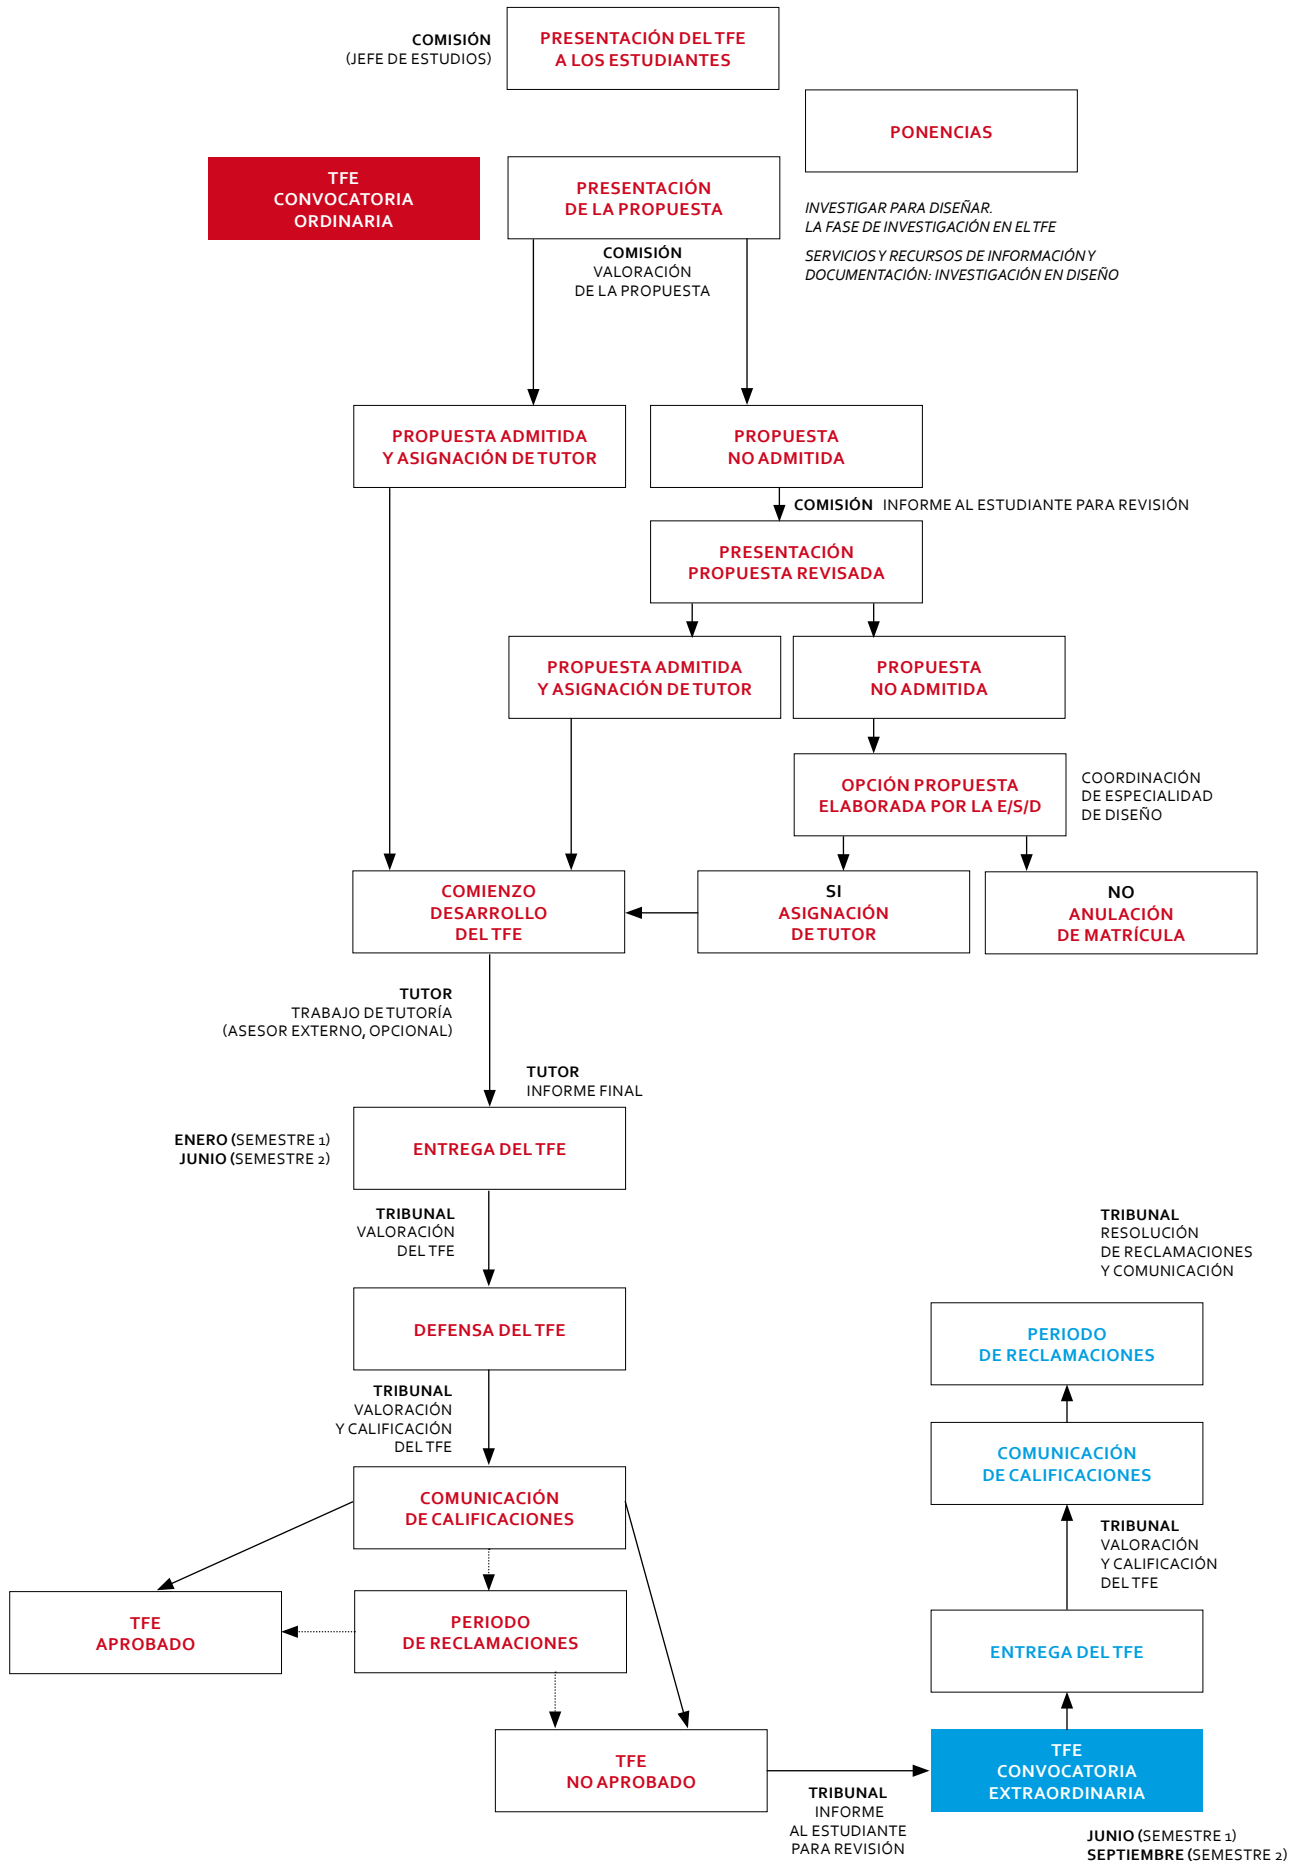 COMISIÓN
(JEFE DE ESTUDIOS)
PRESENTACIÓN DEL TFE
A LOS ESTUDIANTES
PONENCIAS
TFE
CONVOCATORIA
ORDINARIA
PRESENTACIÓN
DE LA PROPUESTA
INVESTIGAR PARA DISEÑAR.
LA FASE DE INVESTIGACIÓN EN EL TFE
SERVICIOS Y RECURSOS DE INFORMACIÓN Y
DOCUMENTACIÓN: INVESTIGACIÓN EN DISEÑO
COMISIÓN
VALORACIÓN
DE LA PROPUESTA
PROPUESTA ADMITIDA
Y ASIGNACIÓN DE TUTOR
PROPUESTA
NO ADMITIDA
COMISIÓN INFORME AL ESTUDIANTE PARA REVISIÓN
PRESENTACIÓN
PROPUESTA REVISADA
PROPUESTA ADMITIDA
Y ASIGNACIÓN DE TUTOR
PROPUESTA
NO ADMITIDA
OPCIÓN PROPUESTA
ELABORADA POR LA E/S/D
COORDINACIÓN
DE ESPECIALIDAD
DE DISEÑO
COMIENZO
DESARROLLO
DEL TFE
SI
ASIGNACIÓN
DE TUTOR
NO
ANULACIÓN
DE MATRÍCULA
TUTOR
TRABAJO DE TUTORÍA
(ASESOR EXTERNO, OPCIONAL)
TUTOR
INFORME FINAL
ENERO (SEMESTRE 1)
JUNIO (SEMESTRE 2)
ENTREGA DEL TFE
TRIBUNAL
VALORACIÓN
DEL TFE
DEFENSA DEL TFE
TRIBUNAL
VALORACIÓN
Y CALIFICACIÓN
DEL TFE
COMUNICACIÓN
DE CALIFICACIONES
TFE
APROBADO
PERIODO
DE RECLAMACIONES
TFE
NO APROBADO
TRIBUNAL
INFORME
AL ESTUDIANTE
PARA REVISIÓN
TRIBUNAL
RESOLUCIÓN
DE RECLAMACIONES
Y COMUNICACIÓN
PERIODO
DE RECLAMACIONES
COMUNICACIÓN
DE CALIFICACIONES
TRIBUNAL
VALORACIÓN
Y CALIFICACIÓN
DEL TFE
ENTREGA DEL TFE
TFE
CONVOCATORIA
EXTRAORDINARIA
JUNIO (SEMESTRE 1)
SEPTIEMBRE (SEMESTRE 2)